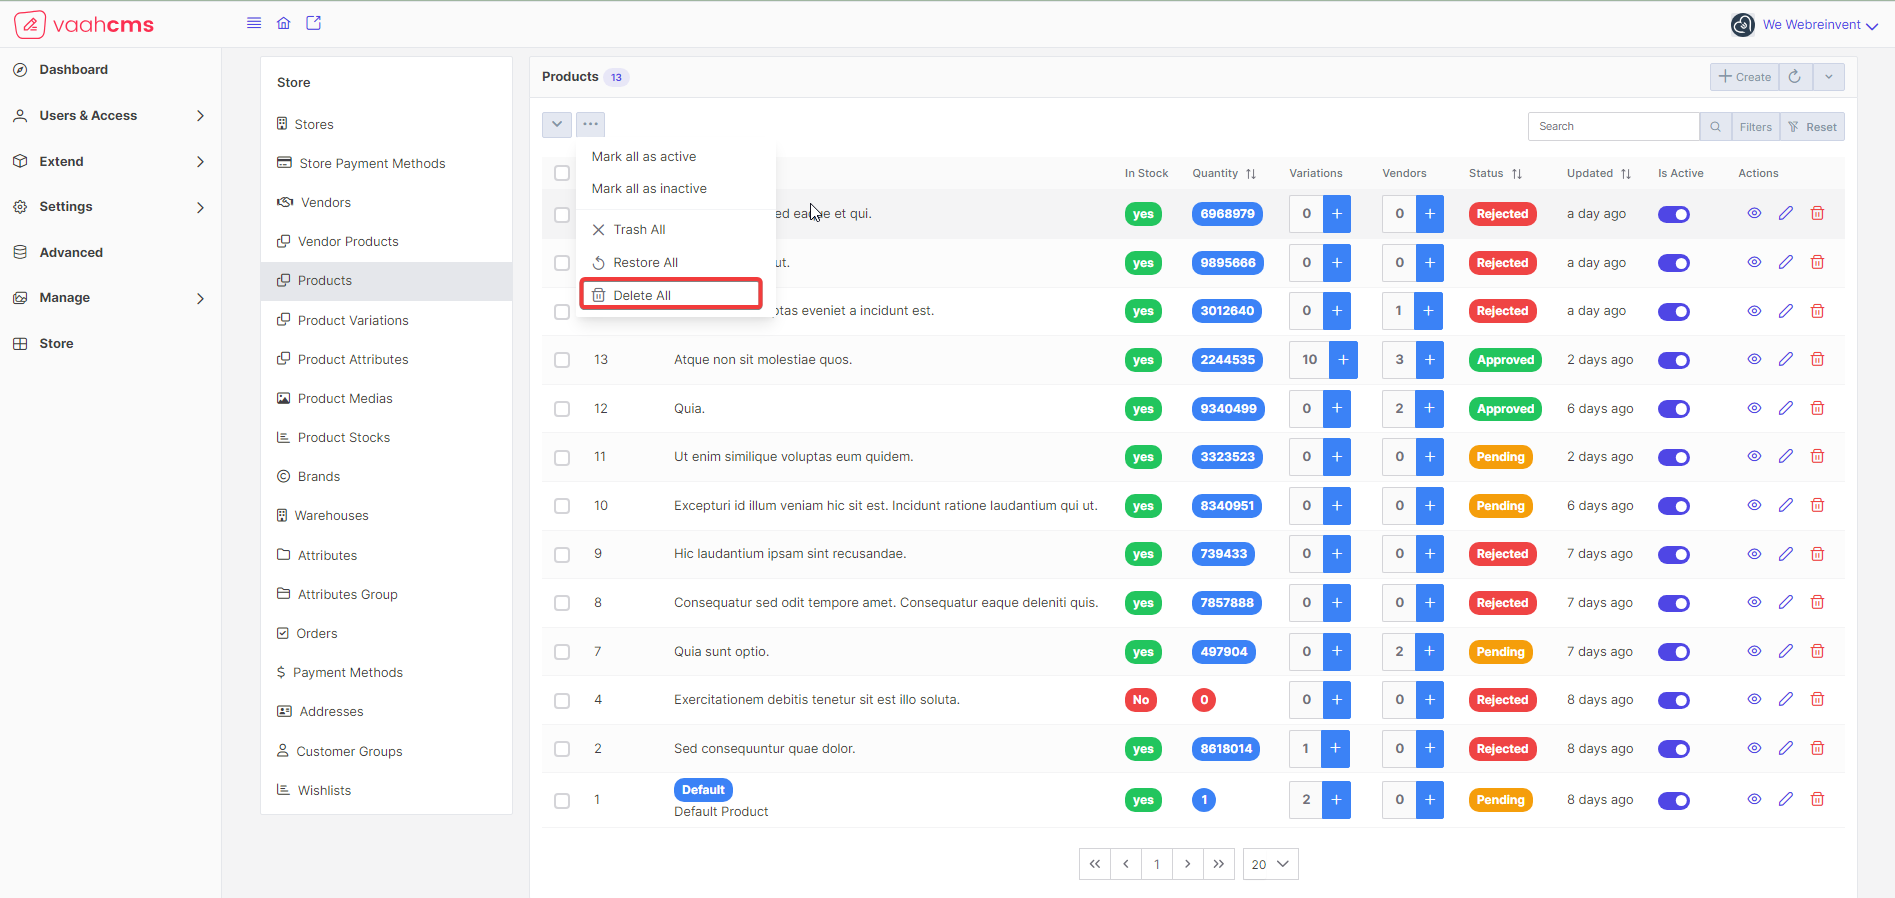 vaahcms
We Webreinvent
Dashboard
Users & Access
Extend
Settings
Advanced
Manage
Store
Store
Stores
Store Payment Methods
Vendors
Vendor Products
Products
Product Variations
Product Attributes
Product Medias
Product Stocks
Brands
Warehouses
Attributes
Attributes Group
Orders
Payment Methods
Addresses
Customer Groups
Wishlists
Products 13
Create
Search
Filters
Reset
Mark all as active
Mark all as inactive
Trash All
Restore All
Delete All
In Stock Quantity Variations Vendors Status Updated Is Active Actions
et qui. yes 6968979 0 + 0 + Rejected a day ago
ut. yes 9895666 0 + 0 + Rejected a day ago
eveniet a incidunt est. yes 3012640 0 + 1 + Rejected a day ago
13 Atque non sit molestiae quos. yes 2244535 10 + 3 + Approved 2 days ago
12 Quia. yes 9340499 0 + 2 + Approved 6 days ago
11 Ut enim similique voluptas eum quidem. yes 3323523 0 + 0 + Pending 2 days ago
10 Excepturi id illum veniam hic sit est. Incidunt ratione laudantium qui ut. yes 8340951 0 + 0 + Pending 6 days ago
9 Hic laudantium ipsam sint recusandae. yes 739433 0 + 0 + Rejected 7 days ago
8 Consequatur sed odit tempore amet. Consequatur eaque deleniti quis. yes 7857888 0 + 0 + Rejected 7 days ago
7 Quia sunt optio. yes 497904 0 + 2 + Pending 7 days ago
4 Exercitationem debitis tenetur sit est illo soluta. No 0 0 + 0 + Rejected 8 days ago
2 Sed consequuntur quae dolor. yes 8618014 1 + 0 + Rejected 8 days ago
1 Default yes 1 2 + 0 + Pending 8 days ago
Default Product
« ‹ 1 › » 20